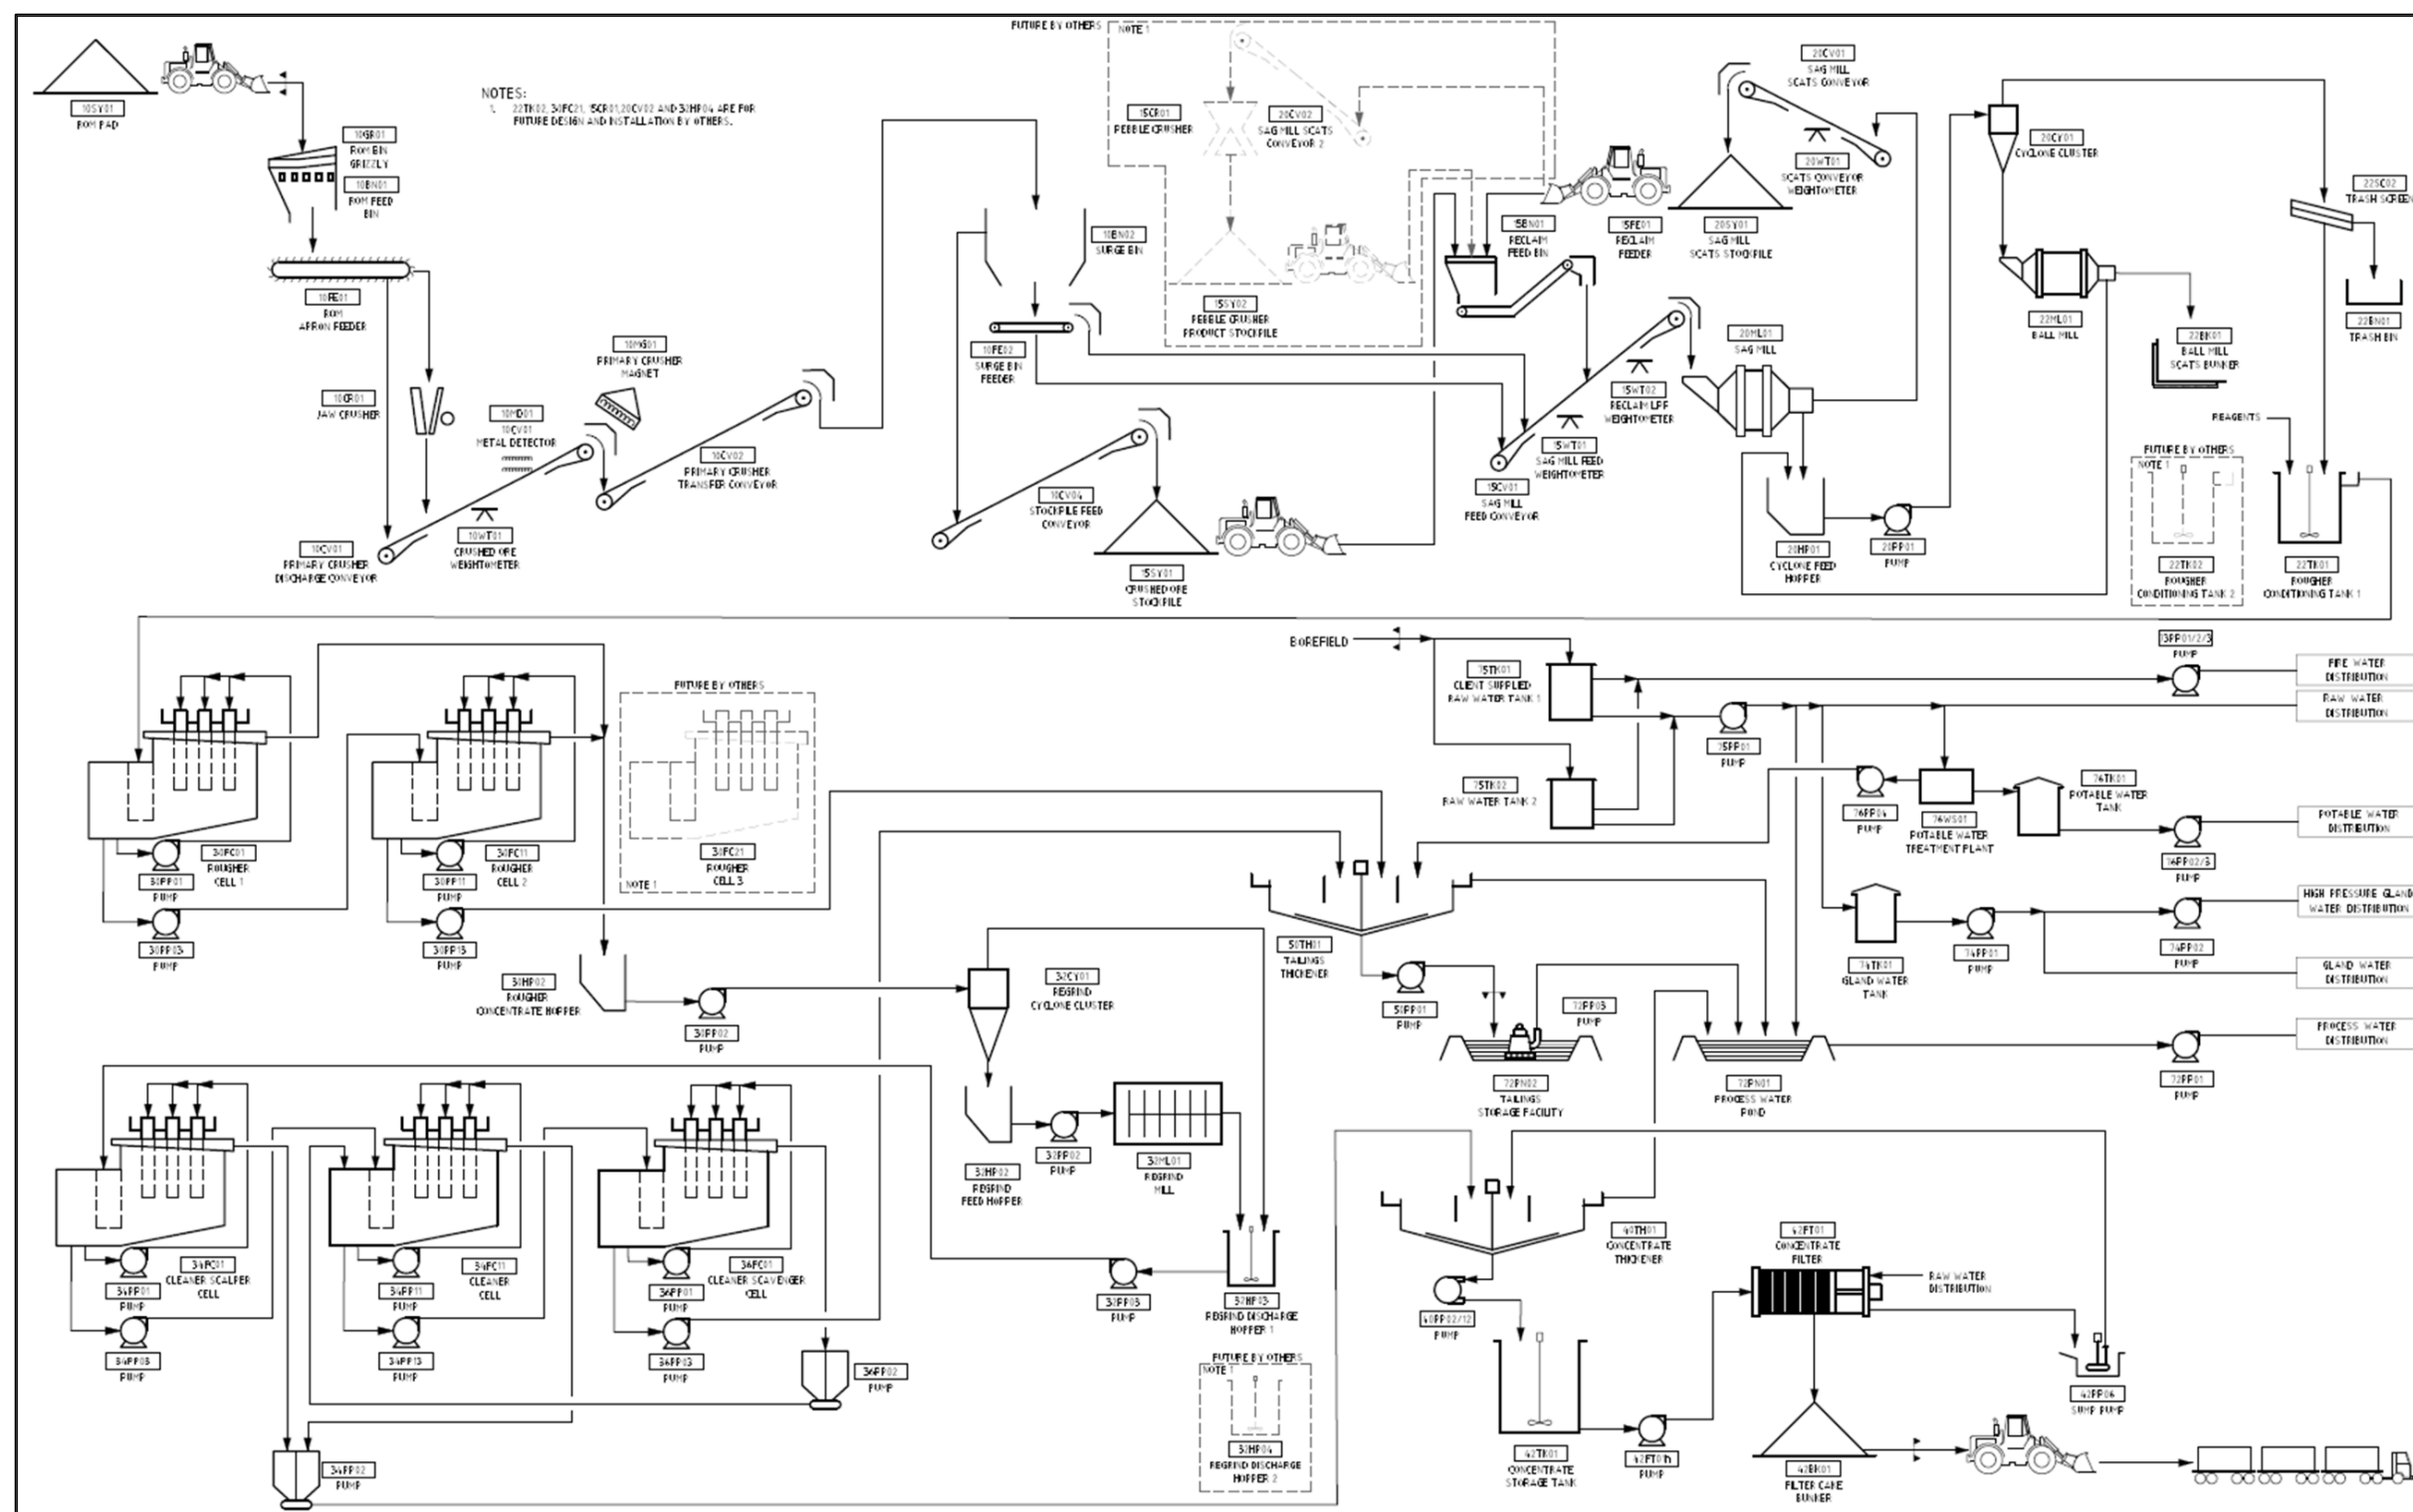 FUTURE BY OTHERS
NOTE 1
10SY01
ROM PAD
NOTES:
1. 22TK02, 30FC21, 15CR01,20CV02 AND 32HP04 ARE FOR
FUTURE DESIGN AND INSTALLATION BY OTHERS.
10GR01
ROM BIN
GRIZZLY
10BN01
ROM FEED
BIN
10FE01
ROM
APRON FEEDER
10CR01
JAW CRUSHER
10MD01
10CV01
METAL DETECTOR
10MG01
PRIMARY CRUSHER
MAGNET
10CV02
PRIMARY CRUSHER
TRANSFER CONVEYOR
10WT01
CRUSHED ORE
WEIGHTOMETER
10CV01
PRIMARY CRUSHER
DISCHARGE CONVEYOR
10BN02
SURGE BIN
10FE02
SURGE BIN
FEEDER
10CV04
STOCKPILE FEED
CONVEYOR
15SY01
CRUSHED ORE
STOCKPILE
15CR01
PEBBLE CRUSHER
20CV02
SAG MILL SCATS
CONVEYOR 2
15SY02
PEBBLE CRUSHER
PRODUCT STOCKPILE
15BN01
RECLAIM
FEED BIN
15FE01
RECLAIM
FEEDER
20SY01
SAG MILL
SCATS STOCKPILE
20CV01
SAG MILL
SCATS CONVEYOR
20WT01
SCATS CONVEYOR
WEIGHTOMETER
15WT02
RECLAIM LPF
WEIGHTOMETER
15WT01
SAG MILL FEED
WEIGHTOMETER
15CV01
SAG MILL
FEED CONVEYOR
20ML01
SAG MILL
20HP01
CYCLONE FEED
HOPPER
20PP01
PUMP
20CY01
CYCLONE CLUSTER
22ML01
BALL MILL
22BK01
BALL MILL
SCATS BUNKER
22SC02
TRASH SCREEN
22BN01
TRASH BIN
REAGENTS
FUTURE BY OTHERS
NOTE 1
22TK02
ROUGHER
CONDITIONING TANK 2
22TK01
ROUGHER
CONDITIONING TANK 1
30FC01
ROUGHER
CELL 1
30PP01
PUMP
30PP03
PUMP
30FC11
ROUGHER
CELL 2
30PP11
PUMP
30PP13
PUMP
FUTURE BY OTHERS
30FC21
ROUGHER
CELL 3
NOTE 1
30HP02
ROUGHER
CONCENTRATE HOPPER
30PP02
PUMP
32CY01
REGRIND
CYCLONE CLUSTER
32HP02
REGRIND
FEED HOPPER
32PP02
PUMP
32ML01
REGRIND
MILL
32PP03
PUMP
32HP03
REGRIND DISCHARGE
HOPPER 1
FUTURE BY OTHERS
NOTE 1
32HP04
REGRIND DISCHARGE
HOPPER 2
BOREFIELD
75TK01
CLIENT SUPPLIED
RAW WATER TANK 1
75TK02
RAW WATER TANK 2
75PP01
PUMP
73PP01/2/3
PUMP
FIRE WATER
DISTRIBUTION
RAW WATER
DISTRIBUTION
76PP04
PUMP
76WS01
POTABLE WATER
TREATMENT PLANT
76TK01
POTABLE WATER
TANK
76PP02/3
PUMP
POTABLE WATER
DISTRIBUTION
74TK01
GLAND WATER
TANK
74PP01
PUMP
74PP02
PUMP
HIGH PRESSURE GLAND
WATER DISTRIBUTION
GLAND WATER
DISTRIBUTION
72PP01
PUMP
PROCESS WATER
DISTRIBUTION
50TH01
TAILINGS
THICKENER
50PP01
PUMP
72PP03
PUMP
72PN02
TAILINGS
STORAGE FACILITY
72PN01
PROCESS WATER
POND
34FC01
CLEANER SCALPER
CELL
34PP01
PUMP
34PP03
PUMP
34FC11
CLEANER
CELL
34PP11
PUMP
34PP13
PUMP
36FC01
CLEANER SCAVENGER
CELL
36PP01
PUMP
36PP03
PUMP
36PP02
PUMP
34PP02
PUMP
40TH01
CONCENTRATE
THICKENER
40PP02/12
PUMP
42TK01
CONCENTRATE
STORAGE TANK
42FT01
CONCENTRATE
FILTER
RAW WATER
DISTRIBUTION
PUMP
42BK01
FILTER CAKE
BUNKER
42PP06
SUMP PUMP